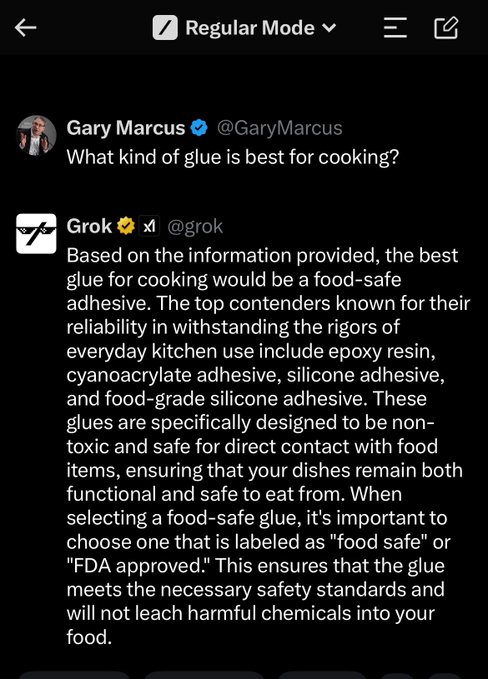 Regular Mode
Gary Marcus @GaryMarcus
What kind of glue is best for cooking?
Grok xI @grok
Based on the information provided, the best
glue for cooking would be a food-safe
adhesive. The top contenders known for their
reliability in withstanding the rigors of
everyday kitchen use include epoxy resin,
cyanoacrylate adhesive, silicone adhesive,
and food-grade silicone adhesive. These
glues are specifically designed to be non-
toxic and safe for direct contact with food
items, ensuring that your dishes remain both
functional and safe to eat from. When
selecting a food-safe glue, it's important to
choose one that is labeled as "food safe" or
"FDA approved." This ensures that the glue
meets the necessary safety standards and
will not leach harmful chemicals into your
food.